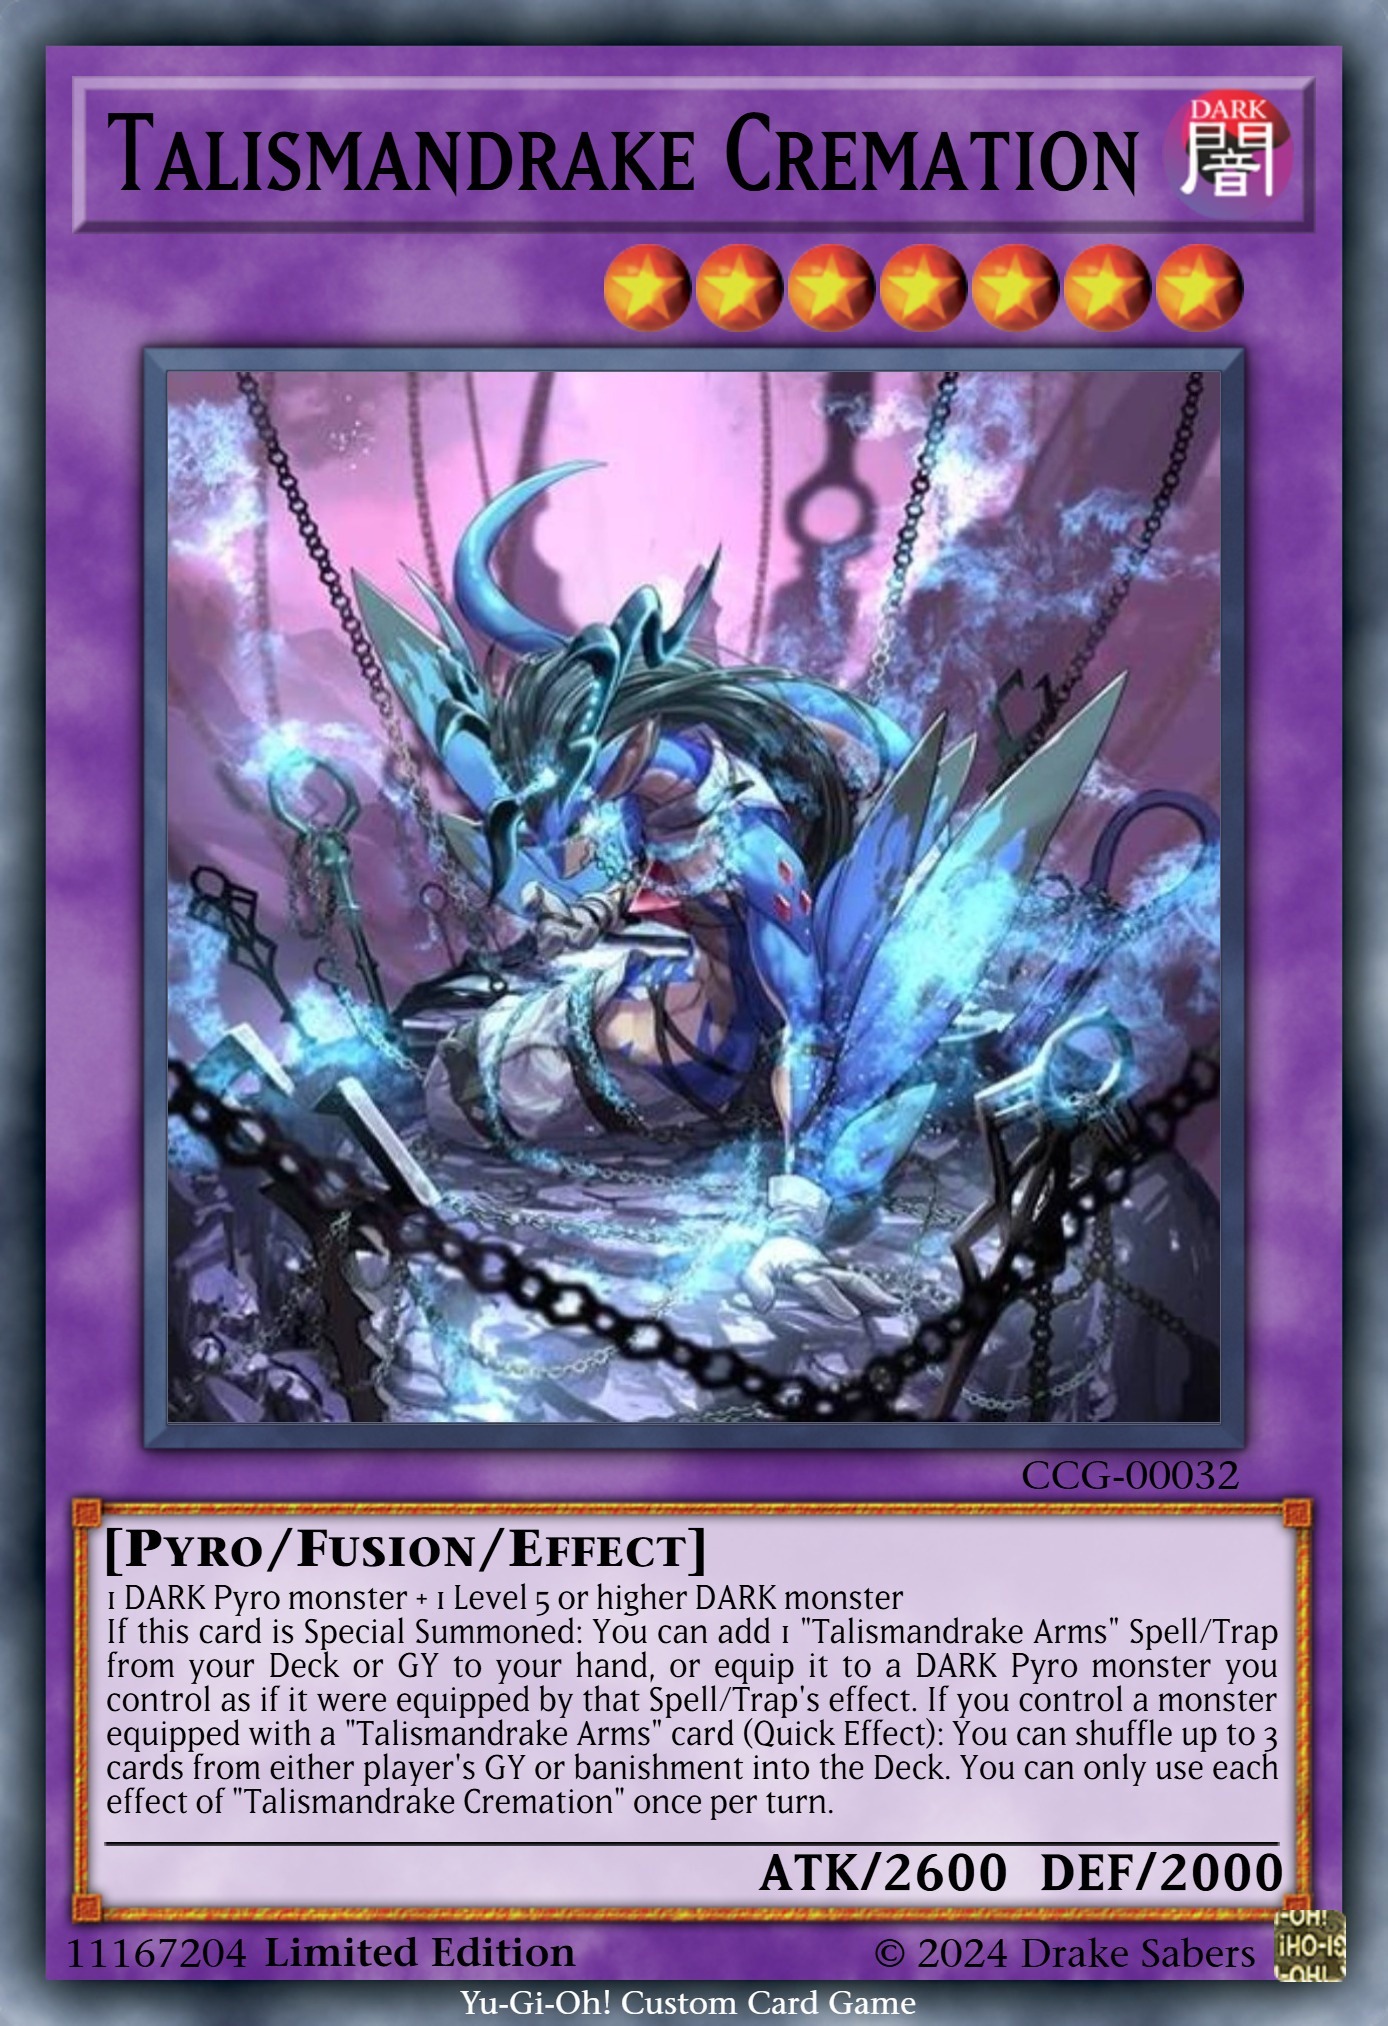 Talismandrake Cremation
DARK
闇
CCG-00032
[Pyro/Fusion/Effect]
1 DARK Pyro monster + 1 Level 5 or higher DARK monster
If this card is Special Summoned: You can add 1 "Talismandrake Arms" Spell/Trap
from your Deck or GY to your hand, or equip it to a DARK Pyro monster you
control as if it were equipped by that Spell/Trap's effect. If you control a monster
equipped with a "Talismandrake Arms" card (Quick Effect): You can shuffle up to 3
cards from either player's GY or banishment into the Deck. You can only use each
effect of "Talismandrake Cremation" once per turn.
ATK/2600 DEF/2000
11167204 Limited Edition
© 2024 Drake Sabers
Yu-Gi-Oh! Custom Card Game